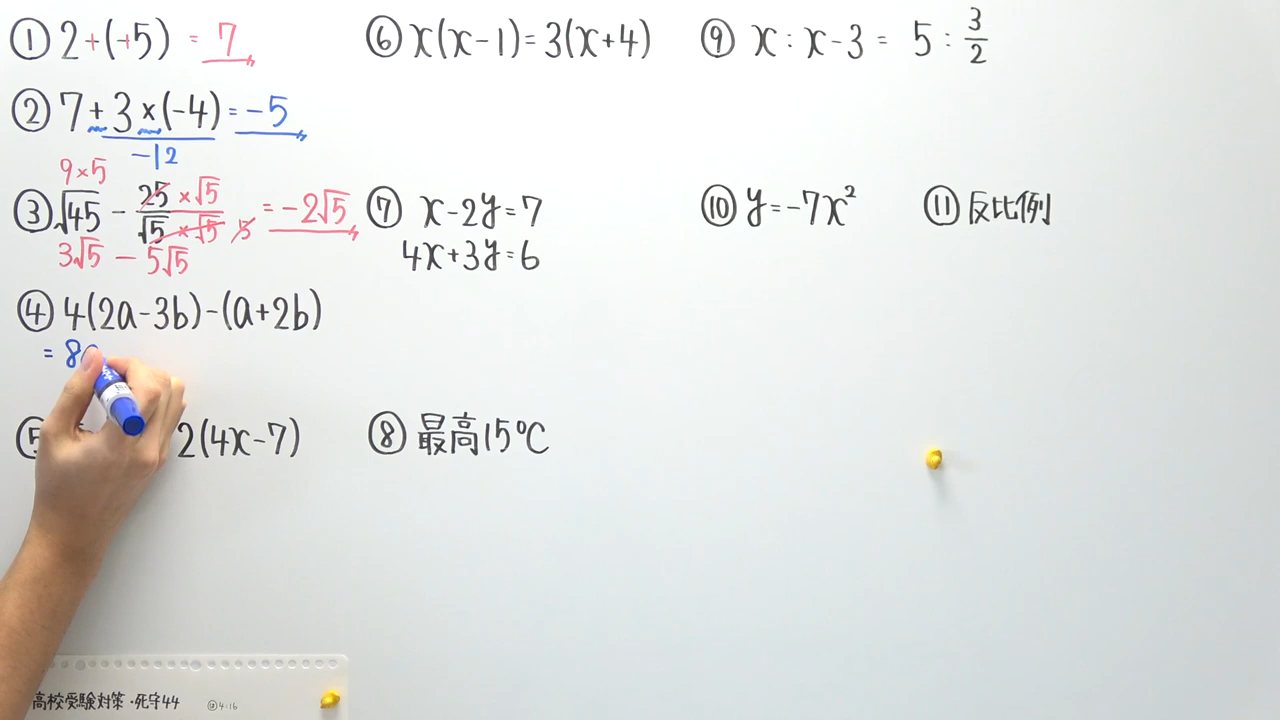 ① 2+(+5) = 7
② 7+3×(-4) = -5
-12
9×5
③ √45 - 25/√5 ×√5/×√5 5 = -2√5
3√5 - 5√5
④ 4(2a-3b)-(a+2b)
= 8
2(4x-7)
⑥ x(x-1)=3(x+4)
⑦ x-2y=7
4x+3y=6
⑧ 最高15℃
⑨ x:x-3 = 5:3/2
⑩ y=-7x²
⑪ 反比例
高校受験対策・死守44